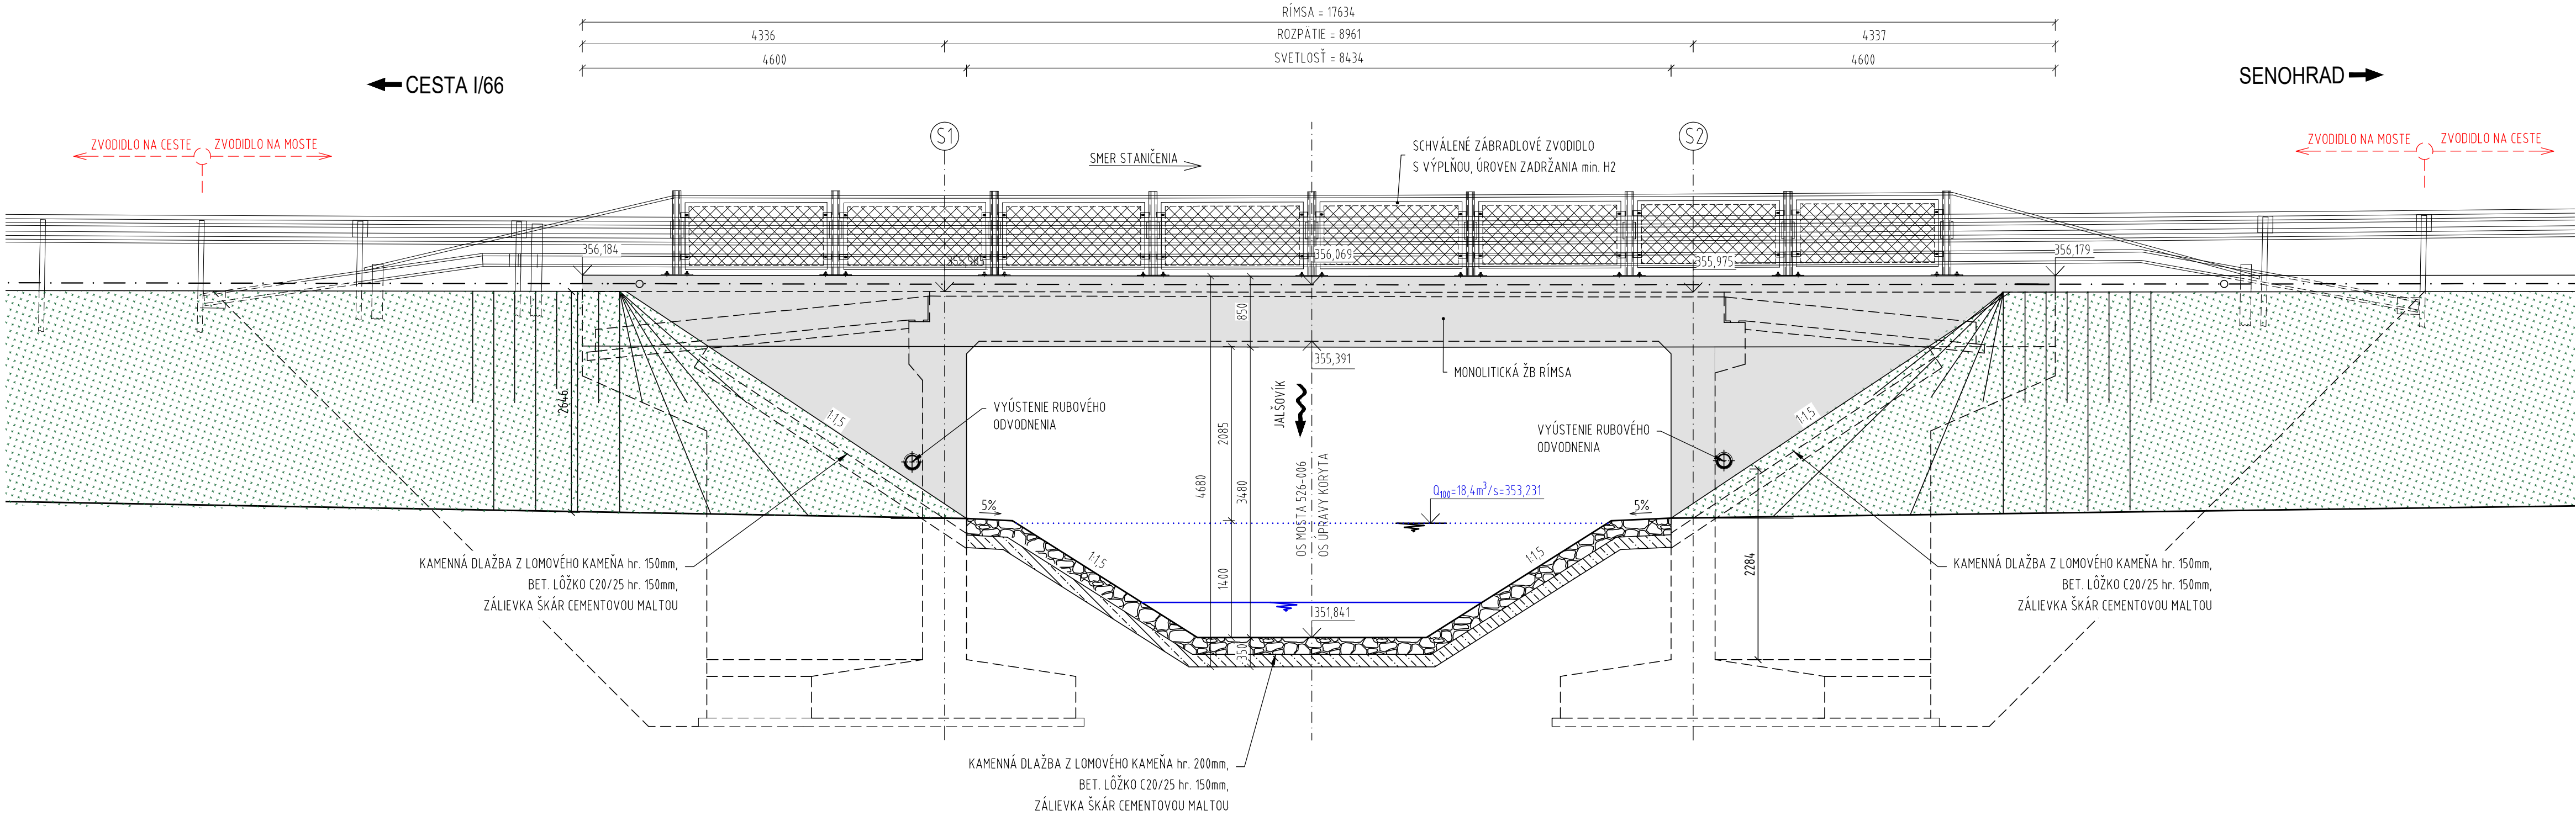 RÍMSA = 17634
4336
ROZPÄTIE = 8961
4337
4600
SVETLOSŤ = 8434
4600
CESTA I/66
SENOHRAD
ZVODIDLO NA CESTE
ZVODIDLO NA MOSTE
S1
SMER STANIČENIA
SCHVÁLENÉ ZÁBRADLOVÉ ZVODIDLO
S VÝPLŇOU, ÚROVEN ZADRŽANIA min. H2
S2
ZVODIDLO NA MOSTE
ZVODIDLO NA CESTE
356,184
355,985
356,069
355,975
356,179
850
355,391
MONOLITICKÁ ŽB RÍMSA
2646
1:1,5
VYÚSTENIE RUBOVÉHO
ODVODNENIA
JALŠOVÍK
2085
4680
3480
1400
350
OS MOSTA 526-006
OS ÚPRAVY KORYTA
VYÚSTENIE RUBOVÉHO
ODVODNENIA
1:1,5
Q100=18,4m³/s=353,231
5%
5%
1:1,5
1:1,5
2284
351,841
KAMENNÁ DLAŽBA Z LOMOVÉHO KAMEŇA hr. 150mm,
BET. LÔŽKO C20/25 hr. 150mm,
ZÁLIEVKA ŠKÁR CEMENTOVOU MALTOU
KAMENNÁ DLAŽBA Z LOMOVÉHO KAMEŇA hr. 150mm,
BET. LÔŽKO C20/25 hr. 150mm,
ZÁLIEVKA ŠKÁR CEMENTOVOU MALTOU
KAMENNÁ DLAŽBA Z LOMOVÉHO KAMEŇA hr. 200mm,
BET. LÔŽKO C20/25 hr. 150mm,
ZÁLIEVKA ŠKÁR CEMENTOVOU MALTOU